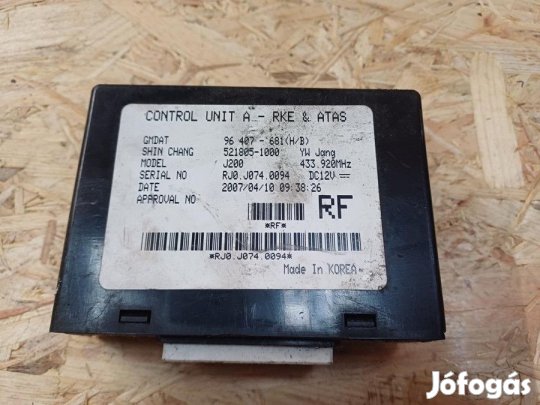 CONTROL UNIT A - RKE & ATAS
GMDAT 96 407 - 681(H/B)
SHIN CHANG 521805-1000 YW Jang
MODEL J200 433.920MHz
SERIAL NO RJ0.J074.0094 DC12V
DATE 2007/04/10 09:38:26
APPROVAL NO
RF
*RF*
*RJ0.J074.0094*
Made In KOREA
Jófogás